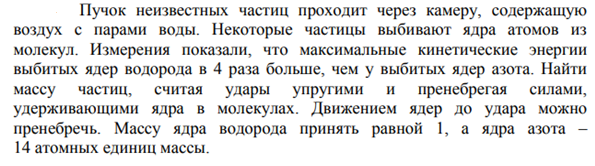 Пучок неизвестных частиц проходит через камеру, содержащую
воздух с парами воды. Некоторые частицы выбивают ядра атомов из
молекул. Измерения показали, что максимальные кинетические энергии
выбитых ядер водорода в 4 раза больше, чем у выбитых ядер азота. Найти
массу частиц, считая удары упругими и пренебрегая силами,
удерживающими ядра в молекулах. Движением ядер до удара можно
пренебречь. Массу ядра водорода принять равной 1, а ядра азота –
14 атомных единиц массы.